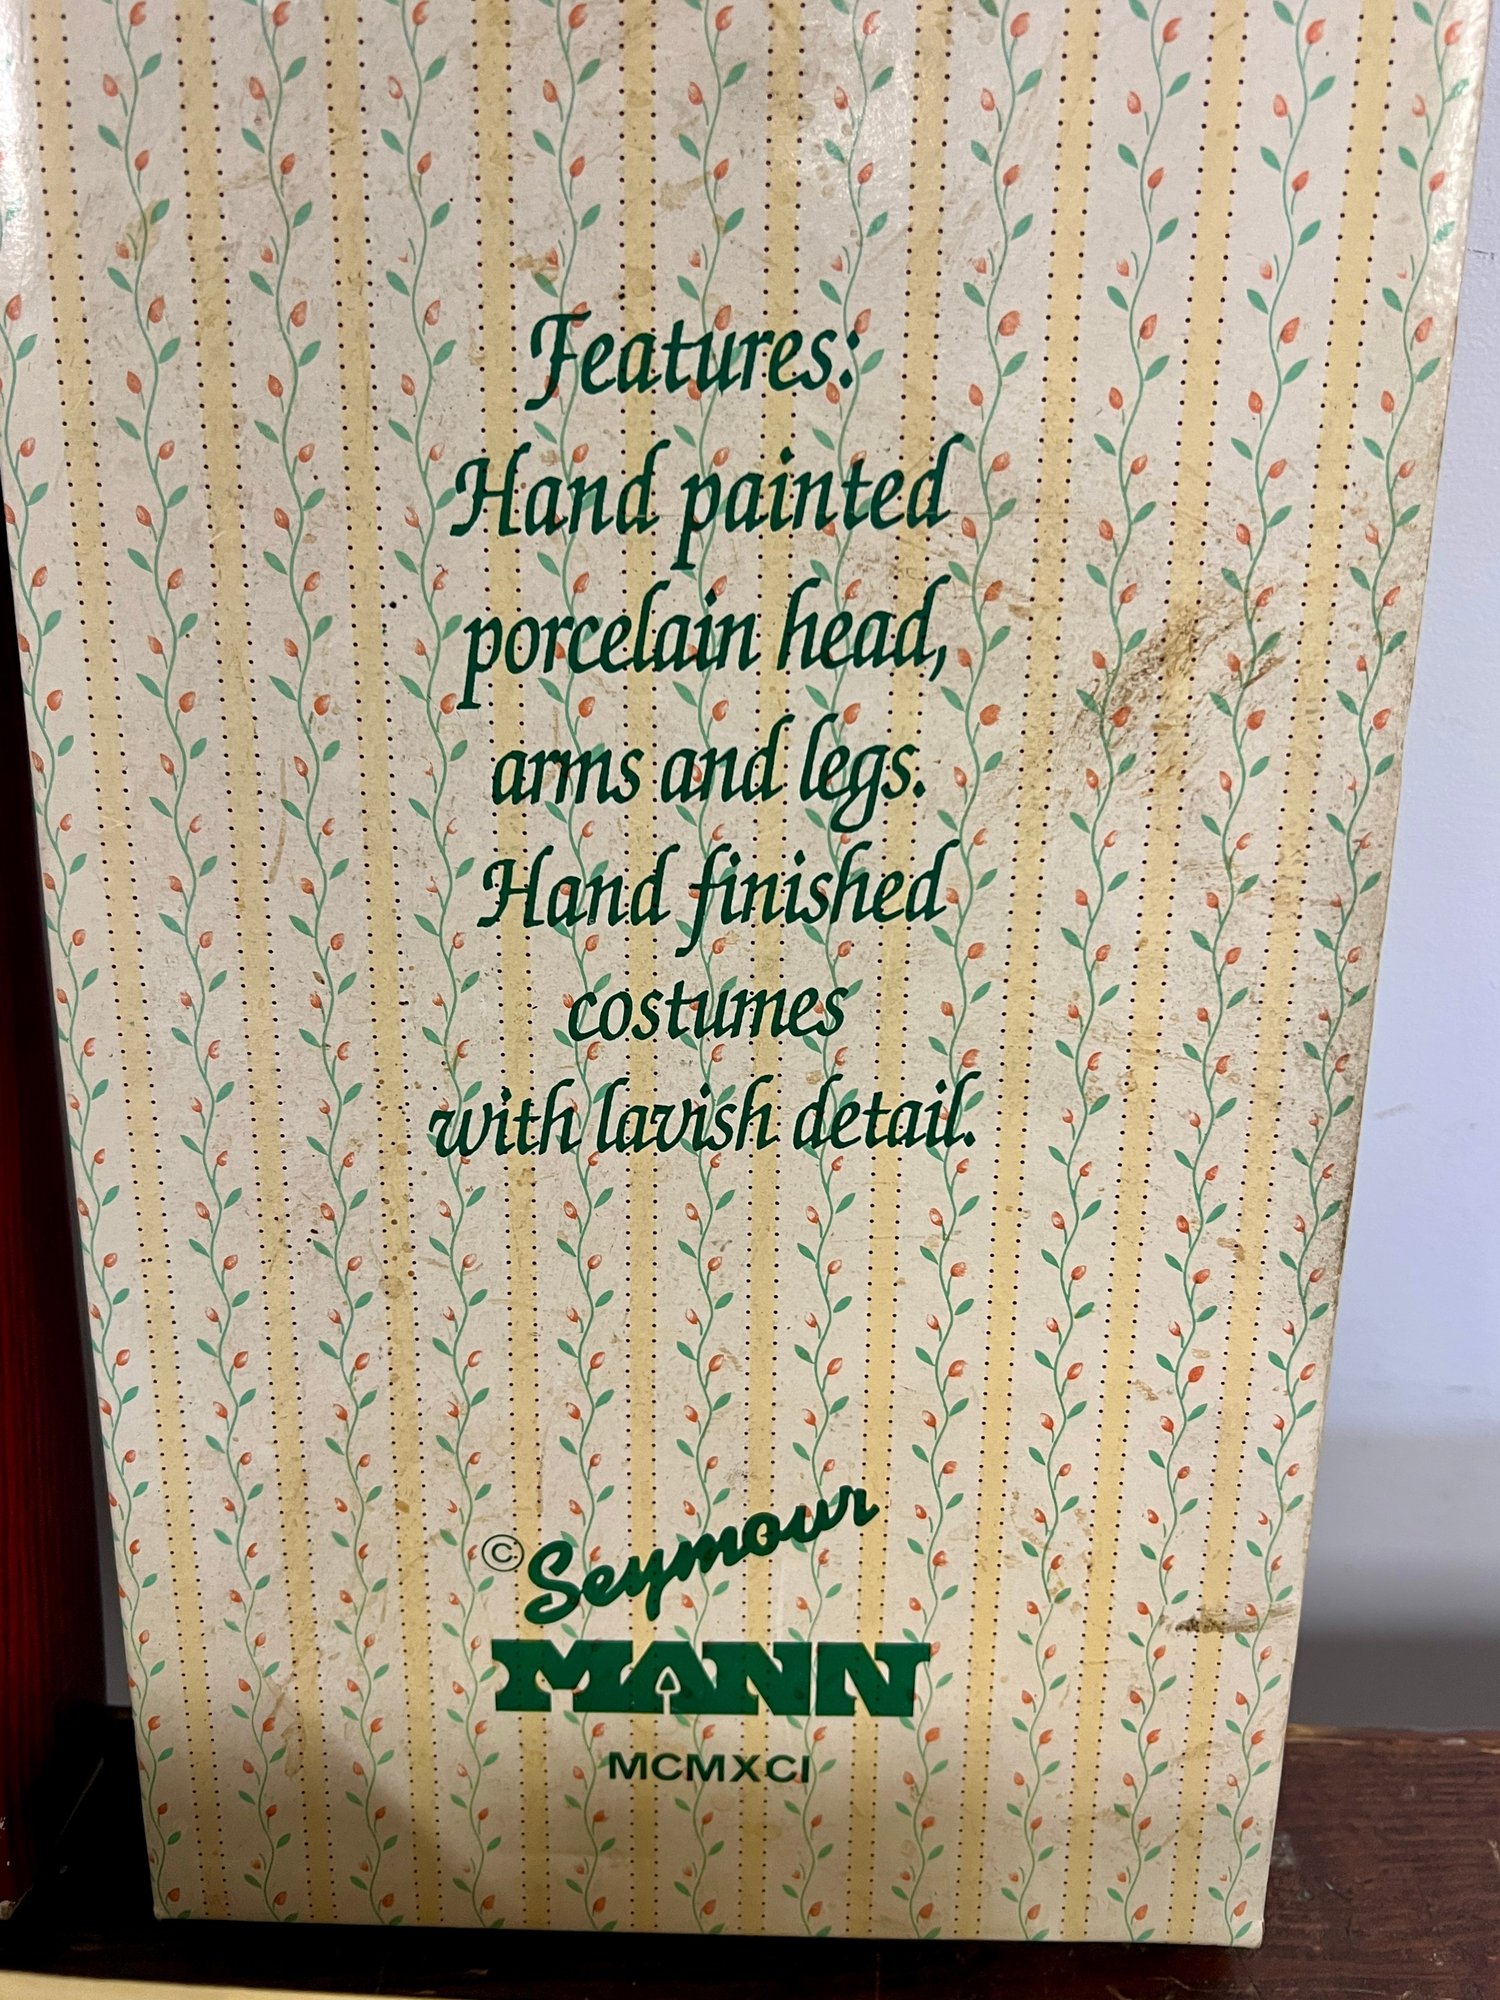 Features:
Hand painted
porcelain head,
arms and legs.
Hand finished
costumes
with lavish detail.
© Seymour
MANN
MCMXCI